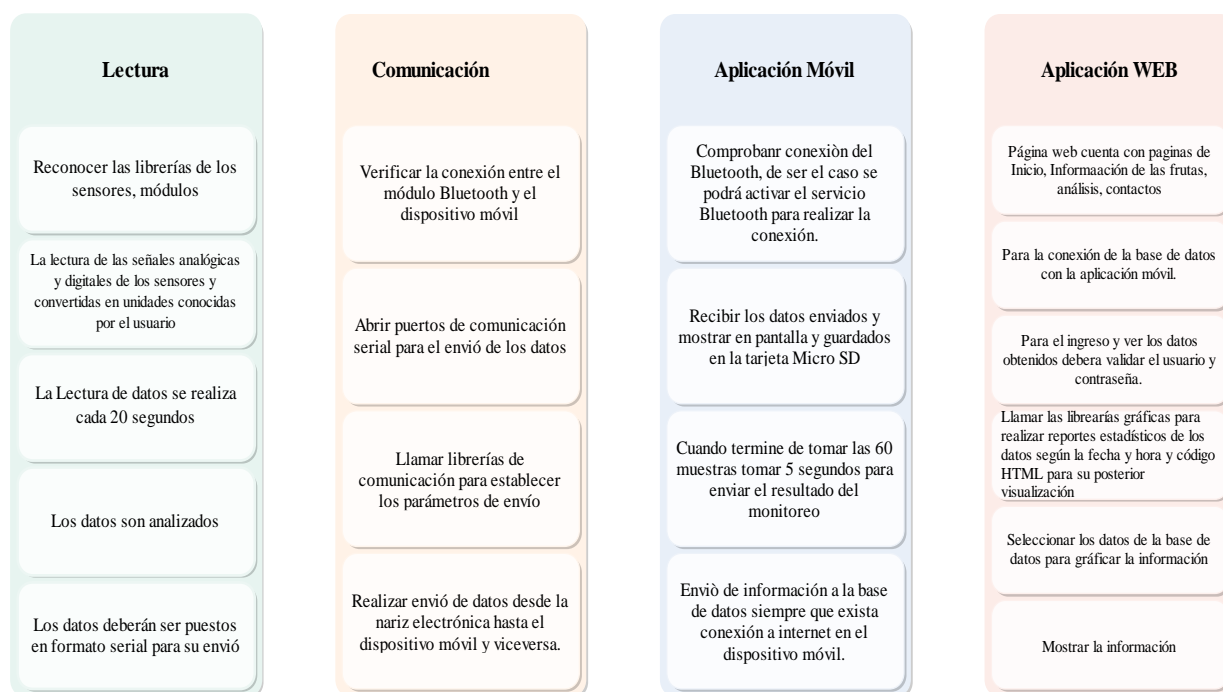 Lectura
Reconocer las librerías de los
sensores, módulos
La lectura de las señales analógicas
y digitales de los sensores y
convertidas en unidades conocidas
por el usuario
La Lectura de datos se realiza
cada 20 segundos
Los datos son analizados
Los datos deberán ser puestos
en formato serial para su envió
Comunicación
Verificar la conexión entre el
módulo Bluetooth y el
dispositivo móvil
Abrir puertos de comunicación
serial para el envió de los datos
Llamar librerías de
comunicación para establecer
los parámetros de envío
Realizar envió de datos desde la
nariz electrónica hasta el
dispositivo móvil y viceversa.
Aplicación Móvil
Comprobanr conexiòn del
Bluetooth, de ser el caso se
podrá activar el servicio
Bluetooth para realizar la
conexión.
Recibir los datos enviados y
mostrar en pantalla y guardados
en la tarjeta Micro SD
Cuando termine de tomar las 60
muestras tomar 5 segundos para
enviar el resultado del
monitoreo
Enviò de información a la base
de datos siempre que exista
conexión a internet en el
dispositivo móvil.
Aplicación WEB
Página web cuenta con paginas de
Inicio, Informaación de las frutas,
análisis, contactos
Para la conexión de la base de datos
con la aplicación móvil.
Para el ingreso y ver los datos
obtenidos debera validar el usuario y
contraseña.
Llamar las librearías gráficas para
realizar reportes estadísticos de los
datos según la fecha y hora y código
HTML para su posterior
visualización
Seleccionar los datos de la base de
datos para gráficar la información
Mostrar la información